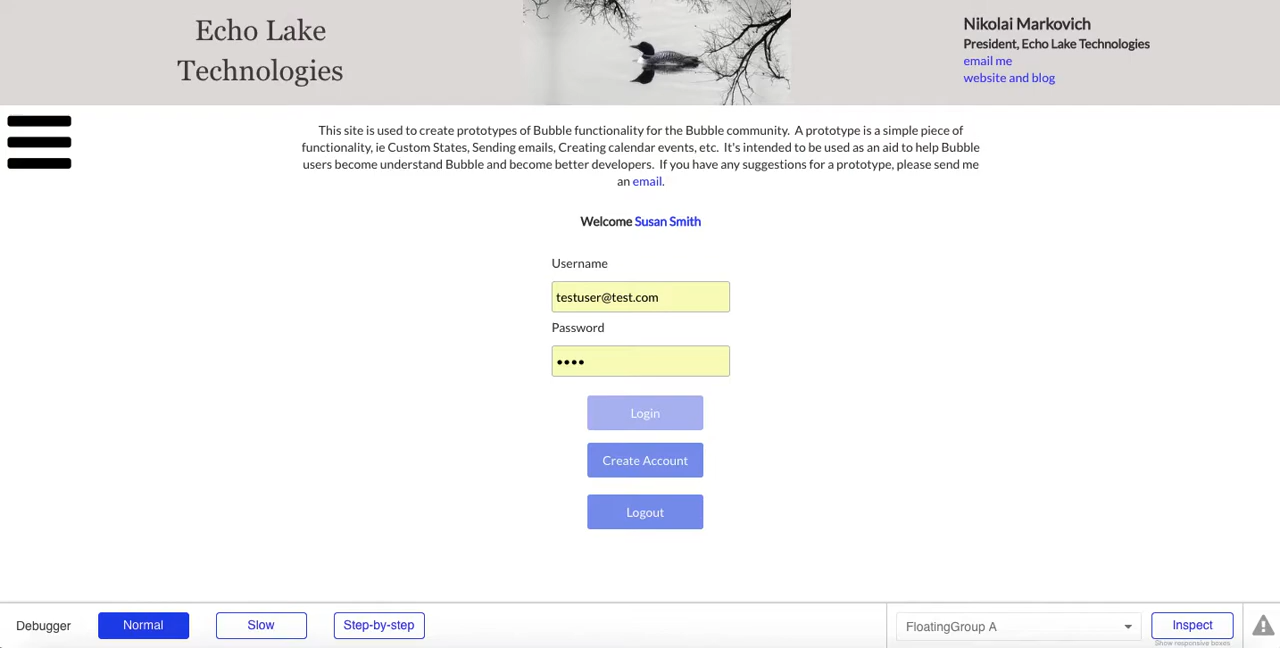 Echo Lake
Technologies
Nikolai Markovich
President, Echo Lake Technologies
email me
website and blog
This site is used to create prototypes of Bubble functionality for the Bubble community.  A prototype is a simple piece of
functionality, ie Custom States, Sending emails, Creating calendar events, etc.  It's intended to be used as an aid to help Bubble
users become understand Bubble and become better developers.  If you have any suggestions for a prototype, please send me
an email.
Welcome Susan Smith
Username
testuser@test.com
Password
••••
Login
Create Account
Logout
Debugger Normal Slow Step-by-step FloatingGroup A Inspect
Show responsive boxes